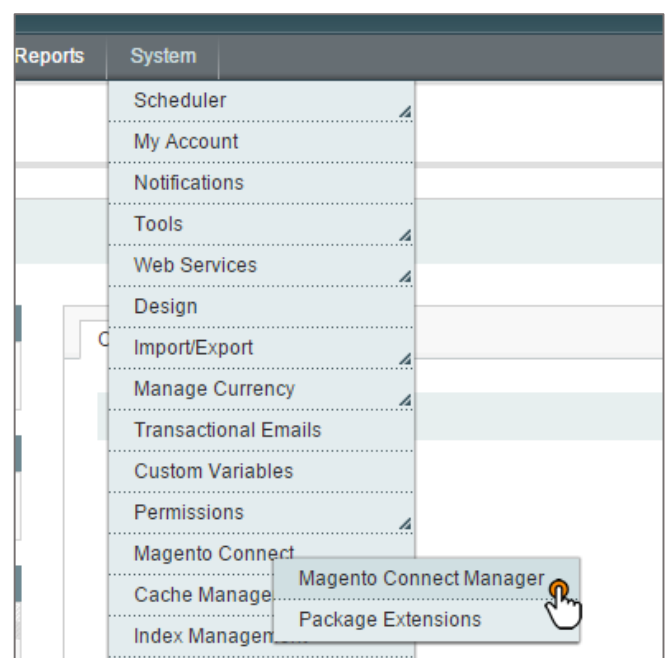 Reports System
Scheduler
My Account
Notifications
Tools
Web Services
Design
Import/Export
Manage Currency
Transactional Emails
Custom Variables
Permissions
Magento Connect
Magento Connect Manager
Cache Manage
Package Extensions
Index Management